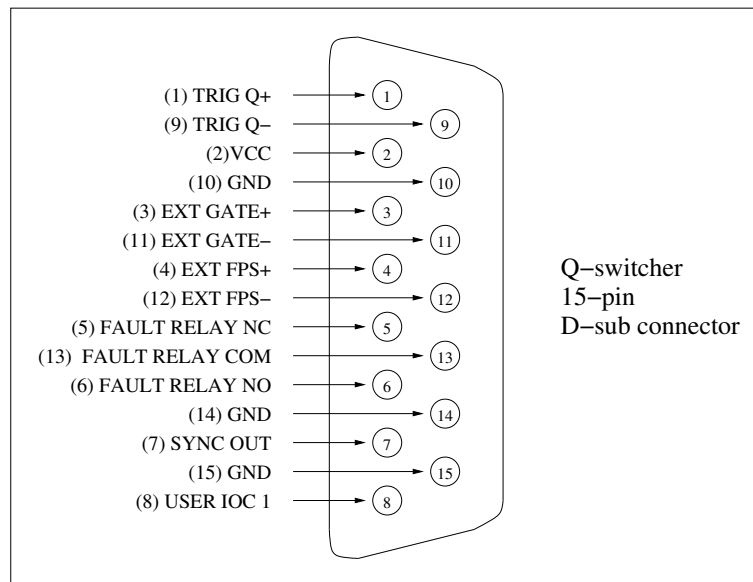 (1) TRIG Q+
1
(9) TRIG Q−
9
(2)VCC
2
(10) GND
10
(3) EXT GATE+
3
(11) EXT GATE−
11
(4) EXT FPS+
4
(12) EXT FPS−
12
(5) FAULT RELAY NC
5
(13) FAULT RELAY COM
13
(6) FAULT RELAY NO
6
(14) GND
14
(7) SYNC OUT
7
(15) GND
15
(8) USER IOC 1
8
Q−switcher
15−pin
D−sub connector